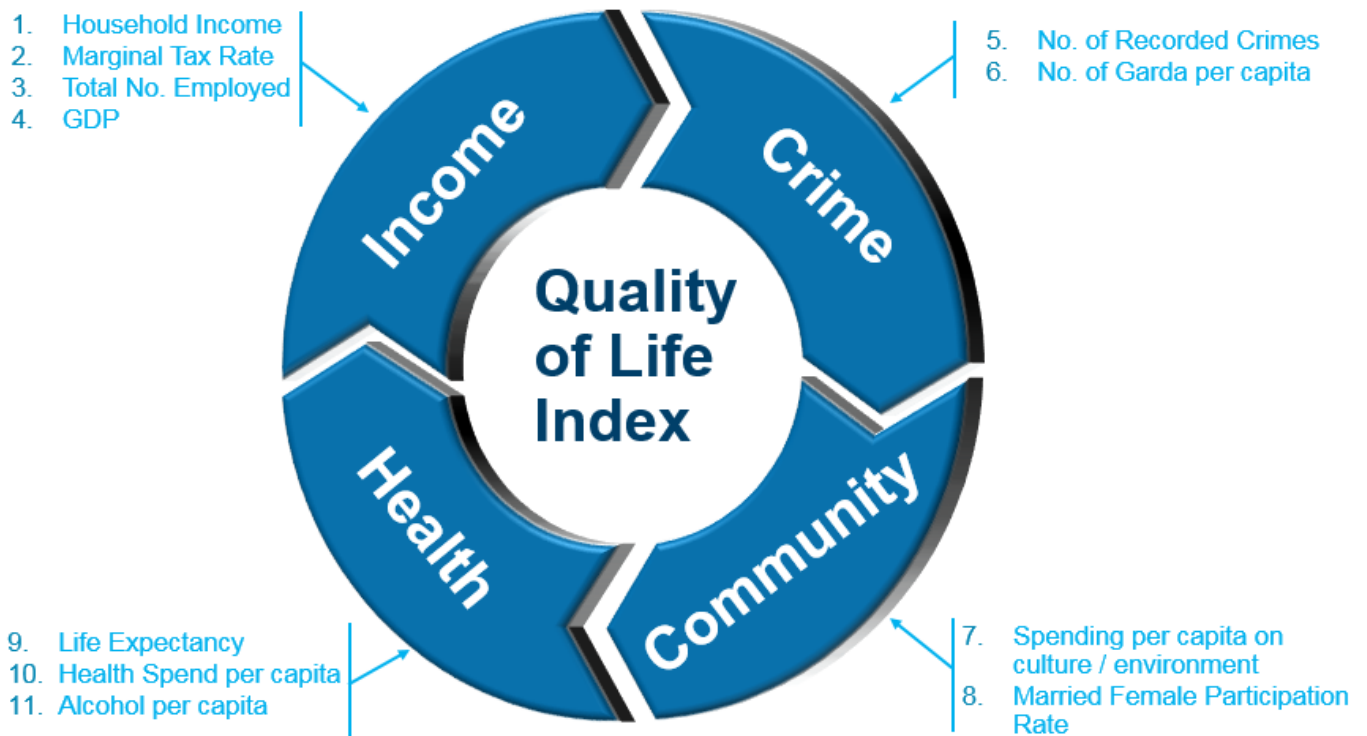 1. Household Income
2. Marginal Tax Rate
3. Total No. Employed
4. GDP
5. No. of Recorded Crimes
6. No. of Garda per capita
Income
Crime
Quality
of Life
Index
Health
Community
9. Life Expectancy
10. Health Spend per capita
11. Alcohol per capita
7. Spending per capita on
culture / environment
8. Married Female Participation
Rate